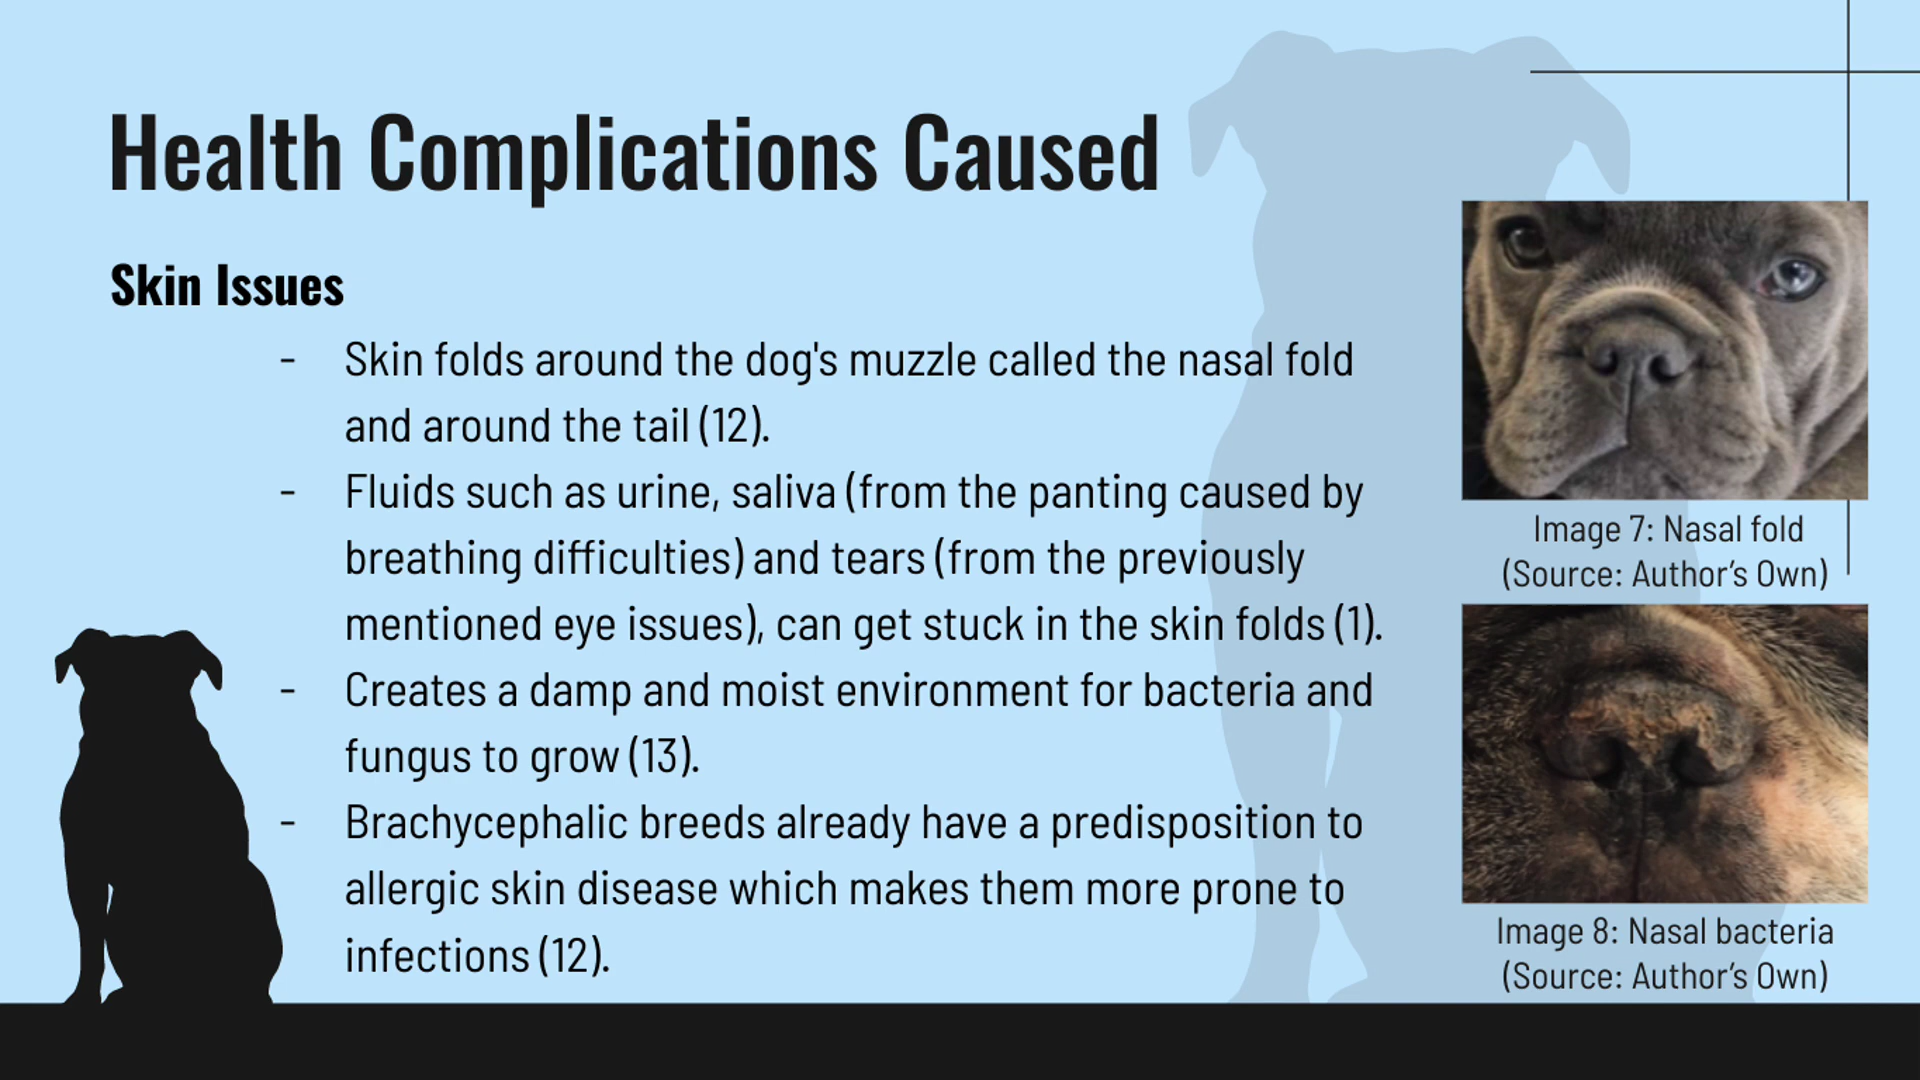 Health Complications Caused
Skin Issues
- Skin folds around the dog's muzzle called the nasal fold
and around the tail (12).
- Fluids such as urine, saliva (from the panting caused by
breathing difficulties) and tears (from the previously
mentioned eye issues), can get stuck in the skin folds (1).
- Creates a damp and moist environment for bacteria and
fungus to grow (13).
- Brachycephalic breeds already have a predisposition to
allergic skin disease which makes them more prone to
infections (12).
Image 7: Nasal fold
(Source: Author’s Own)
Image 8: Nasal bacteria
(Source: Author’s Own)